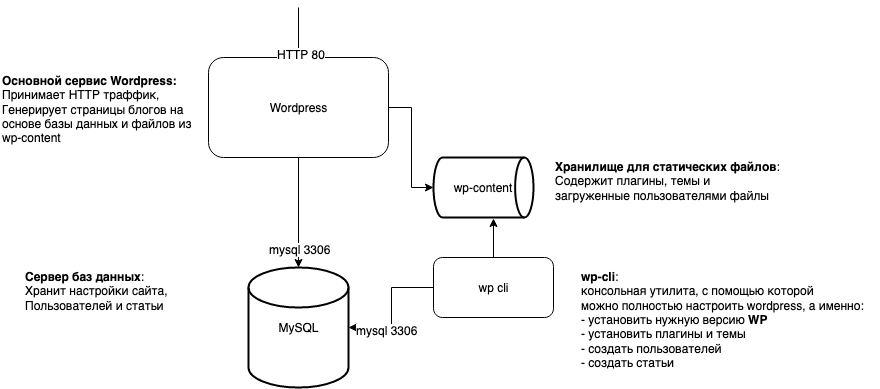 HTTP 80
Основной сервис Wordpress:
Принимает HTTP траффик,
Генерирует страницы блогов на
основе базы данных и файлов из
wp-content
Wordpress
wp-content
Хранилище для статических файлов:
Содержит плагины, темы и
загруженные пользователями файлы
mysql 3306
Сервер баз данных:
Хранит настройки сайта,
Пользователей и статьи
MySQL
mysql 3306
wp cli
wp-cli:
консольная утилита, с помощью которой
можно полностью настроить wordpress, а именно:
- установить нужную версию WP
- установить плагины и темы
- создать пользователей
- создать статьи